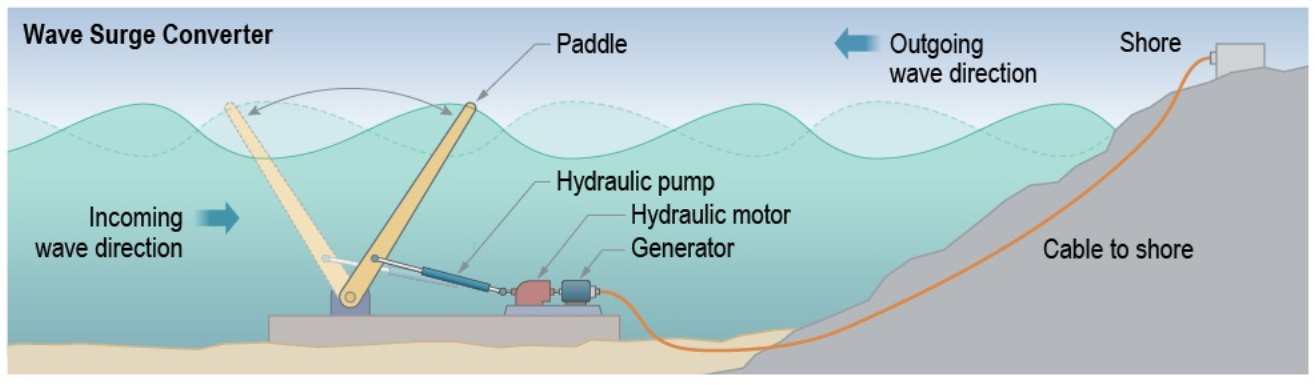 Wave Surge Converter
Paddle
Outgoing
wave direction
Shore
Hydraulic pump
Hydraulic motor
Generator
Incoming
wave direction
Cable to shore